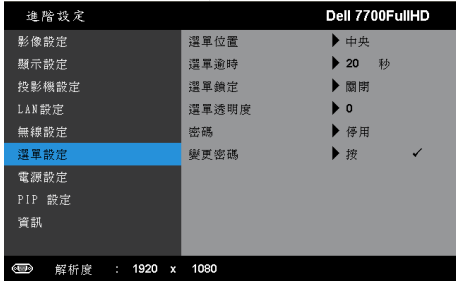 進階設定 Dell 7700FullHD
影像設定 選單位置 中央
顯示設定 選單逾時 20 秒
投影機設定 選單鎖定 關閉
LAN設定 選單透明度 0
無線設定 密碼 停用
選單設定 變更密碼 按 ✓
電源設定
PIP 設定
資訊
解析度 : 1920 x 1080